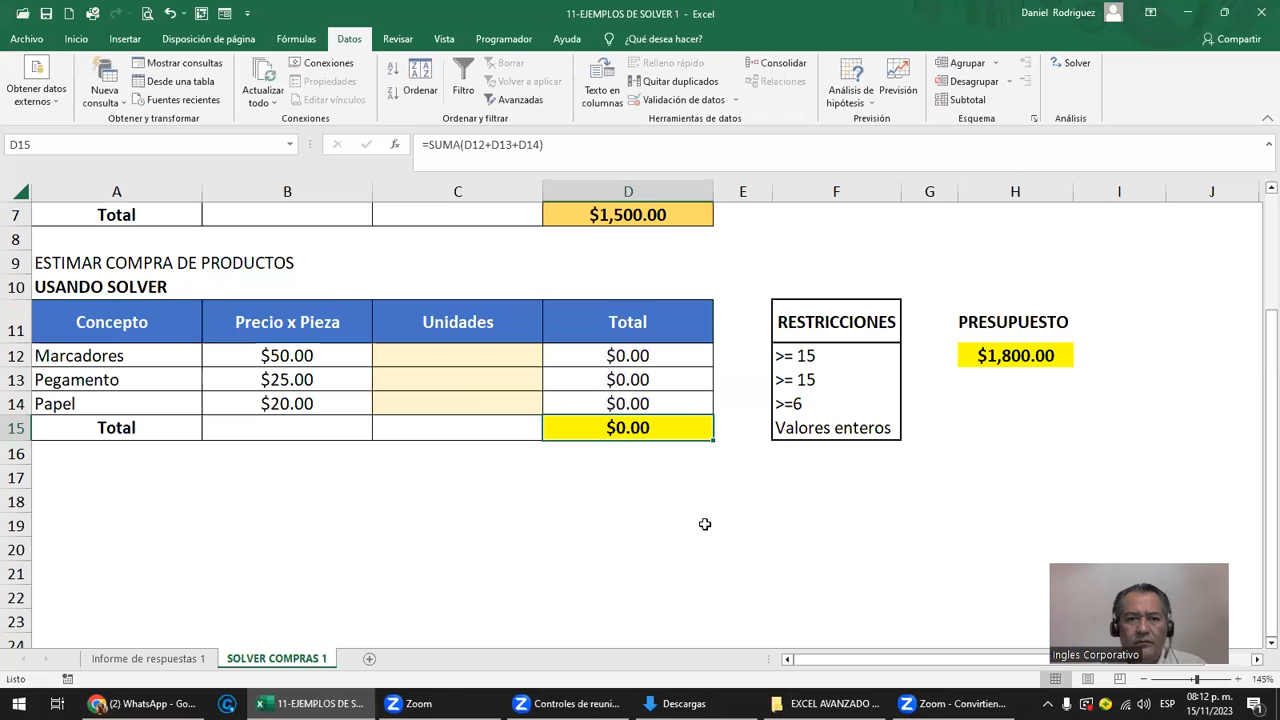 11-EJEMPLOS DE SOLVER 1 - Excel
Daniel Rodriguez
Archivo Inicio Insertar Disposición de página Fórmulas Datos Revisar Vista Programador Ayuda ¿Qué desea hacer? Compartir
Obtener datos externos
Nueva consulta
Mostrar consultas
Desde una tabla
Fuentes recientes
Obtener y transformar
Actualizar todo
Conexiones
Propiedades
Editar vínculos
Conexiones
Ordenar
Filtro
Borrar
Volver a aplicar
Avanzadas
Ordenar y filtrar
Texto en columnas
Relleno rápido
Quitar duplicados
Validación de datos
Consolidar
Relaciones
Herramientas de datos
Análisis de hipótesis
Previsión
Previsión
Agrupar
Desagrupar
Subtotal
Esquema
Solver
Análisis
D15 fx =SUMA(D12+D13+D14)
A B C D E F G H I J
7 Total $1,500.00
8
9 ESTIMAR COMPRA DE PRODUCTOS
10 USANDO SOLVER
11 Concepto Precio x Pieza Unidades Total RESTRICCIONES PRESUPUESTO
12 Marcadores $50.00 $0.00 >= 15 $1,800.00
13 Pegamento $25.00 $0.00 >= 15
14 Papel $20.00 $0.00 >=6
15 Total $0.00 Valores enteros
16
17
18
19
20
21
22
23
24
Ingles Corporativo
Informe de respuestas 1 SOLVER COMPRAS 1
Listo 145%
(2) WhatsApp - Go... 11-EJEMPLOS DE S... Zoom Controles de reuni... Descargas EXCEL AVANZADO ... Zoom - Convirtien... ESP 08:12 p. m.
15/11/2023